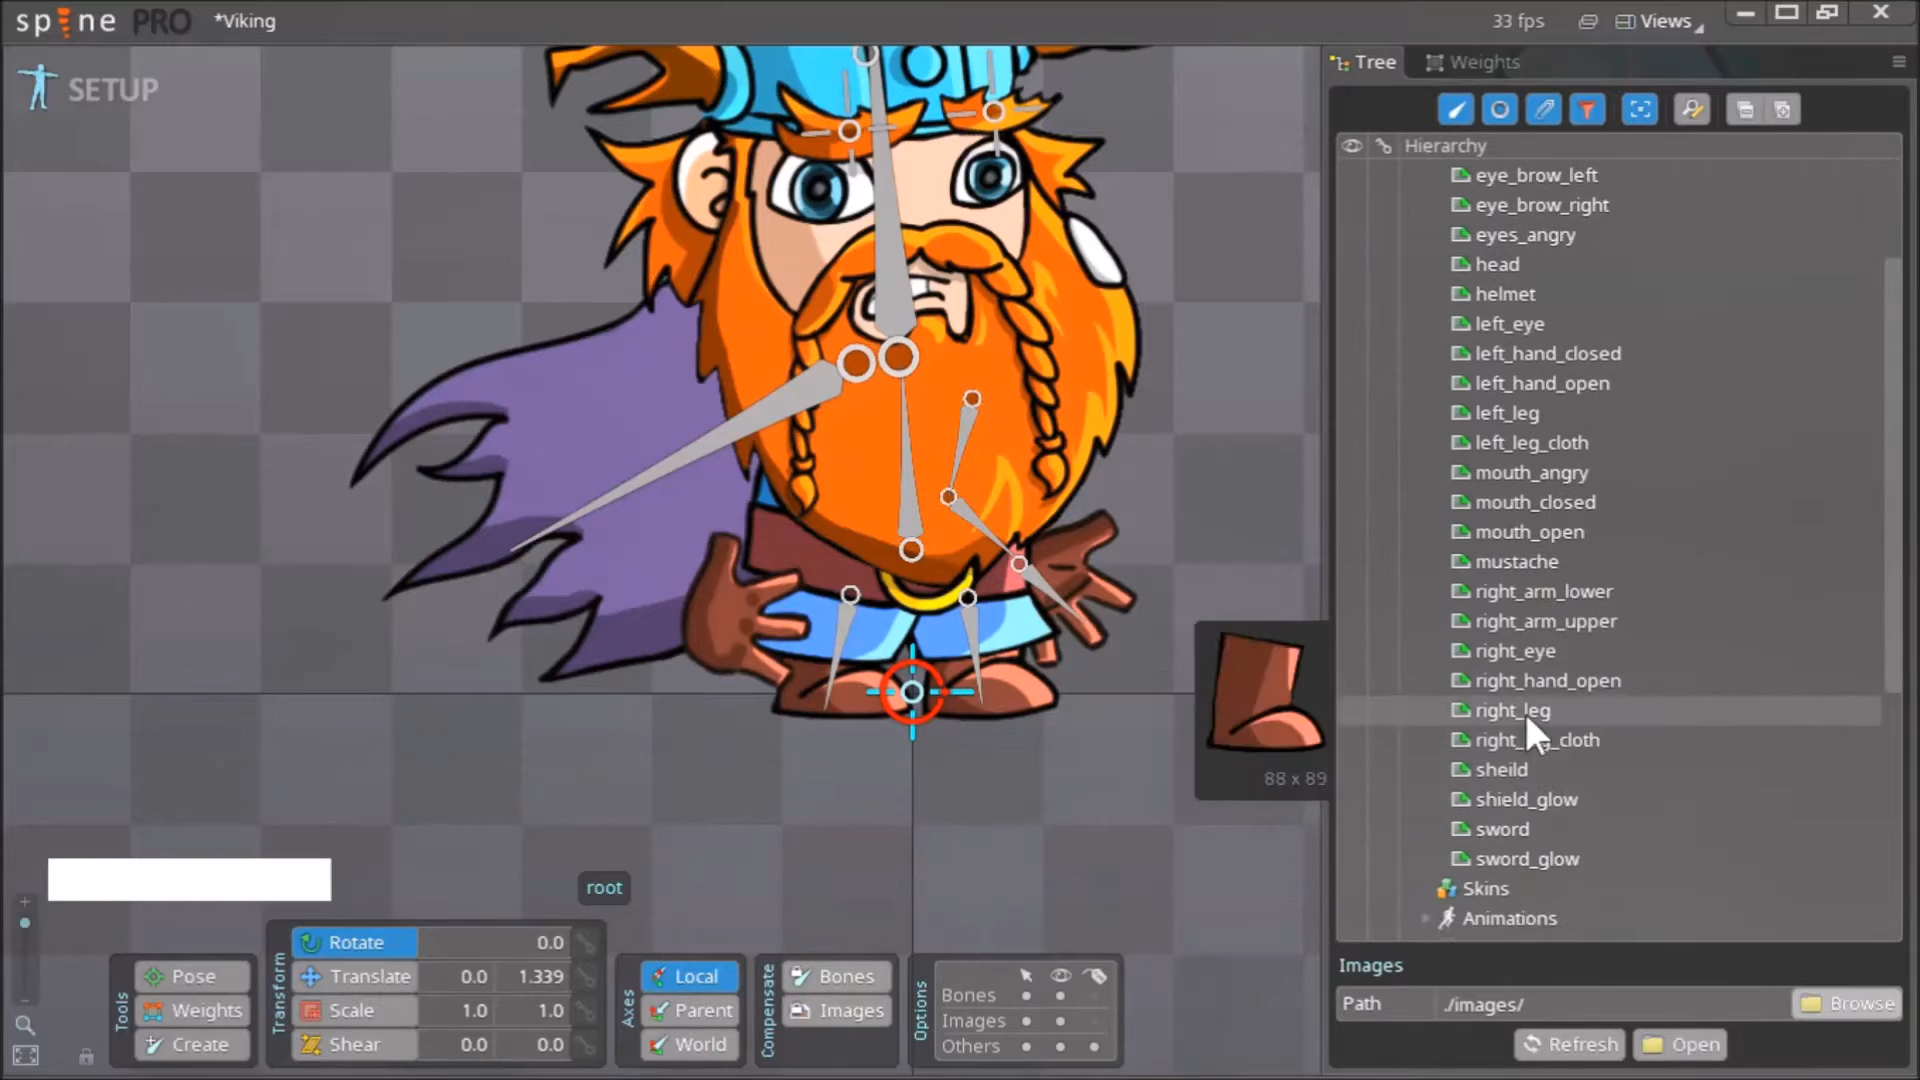 spine PRO *Viking 33 fps Views
SETUP
Tree Weights
Hierarchy
eye_brow_left
eye_brow_right
eyes_angry
head
helmet
left_eye
left_hand_closed
left_hand_open
left_leg
left_leg_cloth
mouth_angry
mouth_closed
mouth_open
mustache
right_arm_lower
right_arm_upper
right_eye
right_hand_open
right_leg
right_ _cloth
sheild
shield_glow
sword
sword_glow
Skins
Animations
88 x 89
root
Tools
Pose
Weights
Create
Transform
Rotate 0.0
Translate 0.0 1.339
Scale 1.0 1.0
Shear 0.0 0.0
Axes
Local
Parent
World
Compensate
Bones
Images
Options
Bones
Images
Others
Images
Path ./images/ Browse
Refresh Open